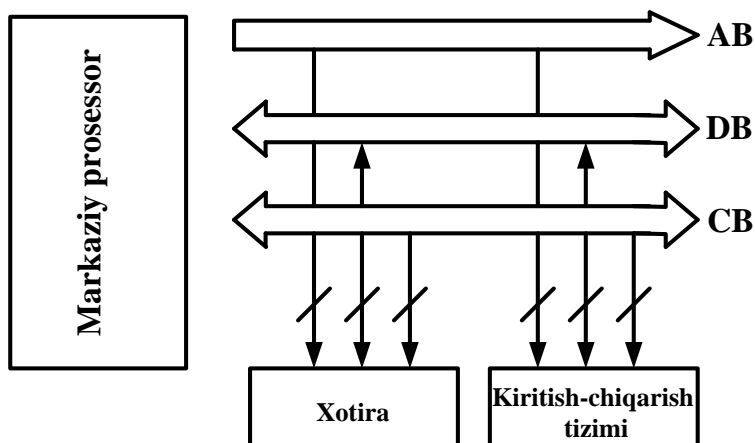 Markaziy prosessor
AB
DB
CB
Xotira
Kiritish-chiqarish
tizimi